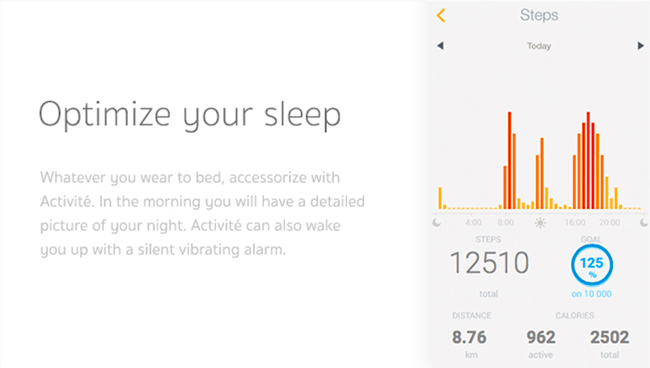 Optimize your sleep
Whatever you wear to bed, accessorize with
Activité. In the morning you will have a detailed
picture of your night. Activité can also wake
you up with a silent vibrating alarm.
Steps
Today
4:00 8:00 16:00 20:00
STEPS GOAL
12510 125
%
total on 10 000
DISTANCE CALORIES
8.76 962 2502
km active total